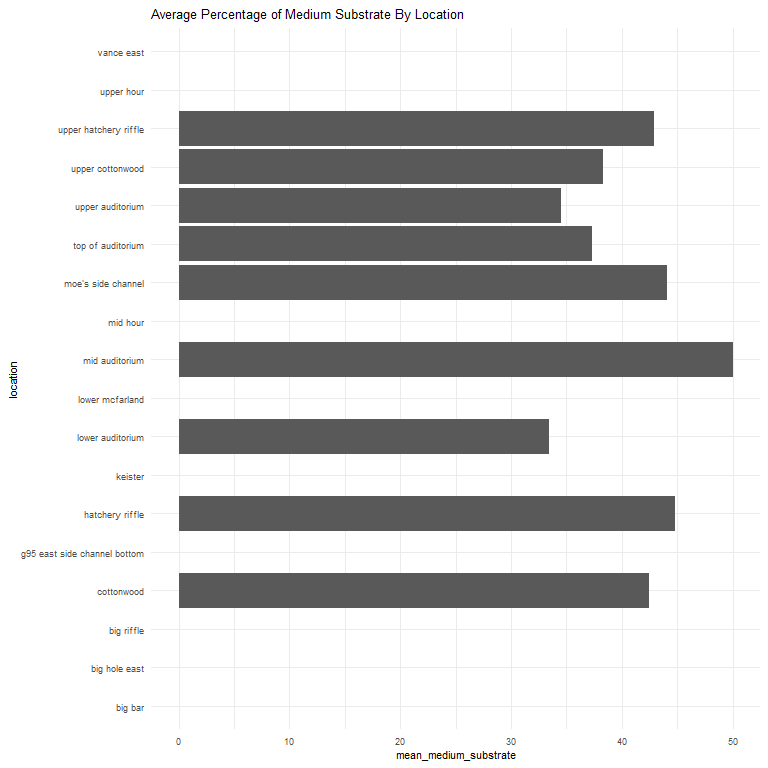 Average Percentage of Medium Substrate By Location
location
vance east
upper hour
upper hatchery riffle
upper cottonwood
upper auditorium
top of auditorium
moe's side channel
mid hour
mid auditorium
lower mcfarland
lower auditorium
keister
hatchery riffle
g95 east side channel bottom
cottonwood
big riffle
big hole east
big bar
0 10 20 30 40 50
mean_medium_substrate